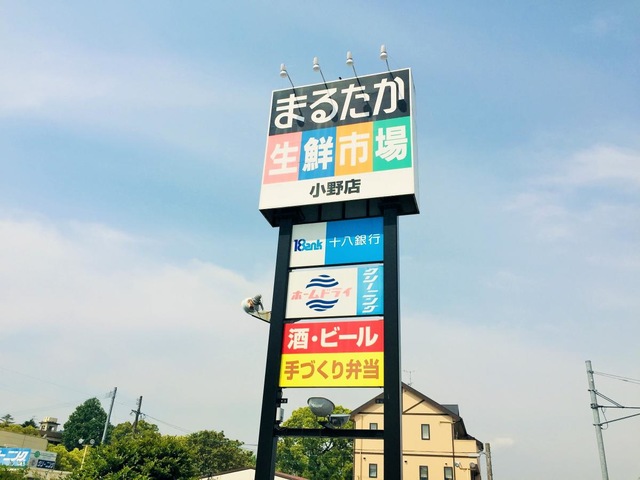 まるたか
生鮮市場
小野店
18Bank 十八銀行
ホームドライ
クリーニング
酒・ビール
手づくり弁当